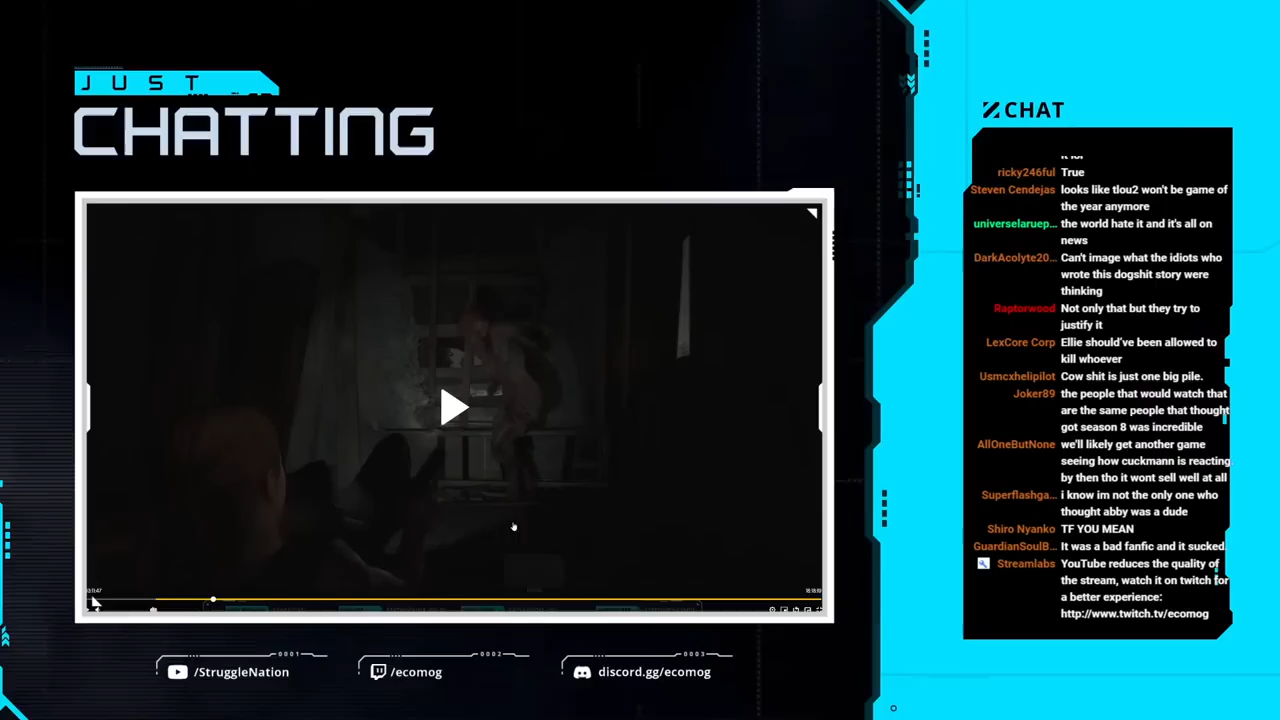 JUST
CHATTING
CHAT
ricky246ful True
Steven Cendejas looks like tlou2 won't be game of
the year anymore
universelaruep... the world hate it and it's all on
news
DarkAcolyte20... Can't image what the idiots who
wrote this dogshit story were
thinking
Raptorwood Not only that but they try to
justify it
LexCore Corp Ellie should've been allowed to
kill whoever
Usmcxhelipilot Cow shit is just one big pile.
Joker89 the people that would watch that
are the same people that thought
got season 8 was incredible
AllOneButNone we'll likely get another game
seeing how cuckmann is reacting
by then tho it wont sell well at all
Superflashga... i know im not the only one who
thought abby was a dude
Shiro Nyanko TF YOU MEAN
GuardianSoulB... It was a bad fanfic and it sucked.
Streamlabs YouTube reduces the quality of
the stream, watch it on twitch for
a better experience:
http://www.twitch.tv/ecomog
0001
/StruggleNation
0002
/ecomog
0003
discord.gg/ecomog